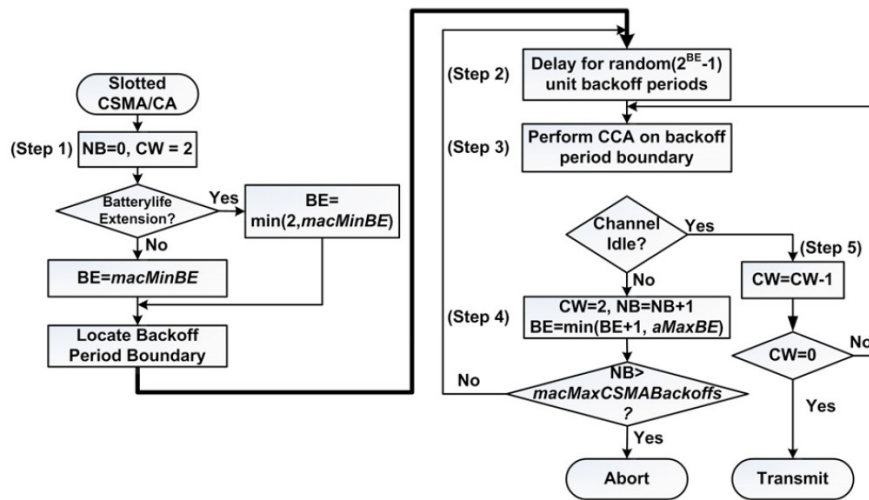 Slotted
CSMA/CA
(Step 1)
NB=0, CW = 2
Batterylife
Extension?
Yes
BE=
min(2,macMinBE)
No
BE=macMinBE
Locate Backoff
Period Boundary
(Step 2)
Delay for random(2^BE-1)
unit backoff periods
(Step 3)
Perform CCA on backoff
period boundary
Channel
Idle?
Yes
(Step 5)
CW=CW-1
No
(Step 4)
CW=2, NB=NB+1
BE=min(BE+1, aMaxBE)
CW=0
No
No
NB>
macMaxCSMABackoffs
?
Yes
Yes
Abort
Transmit